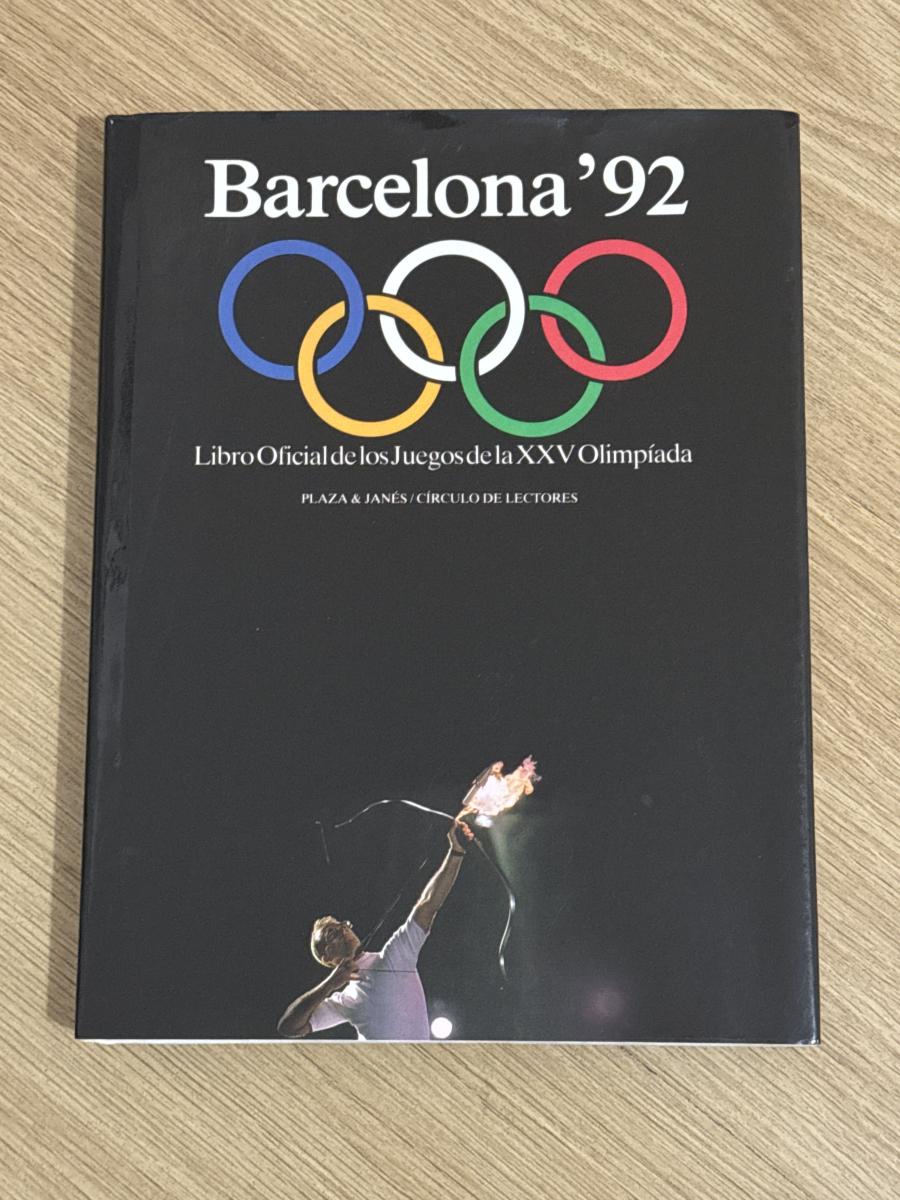 Barcelona ’92
Libro Oficial de los Juegos de la XXV Olimpíada
PLAZA & JANÉS / CÍRCULO DE LECTORES